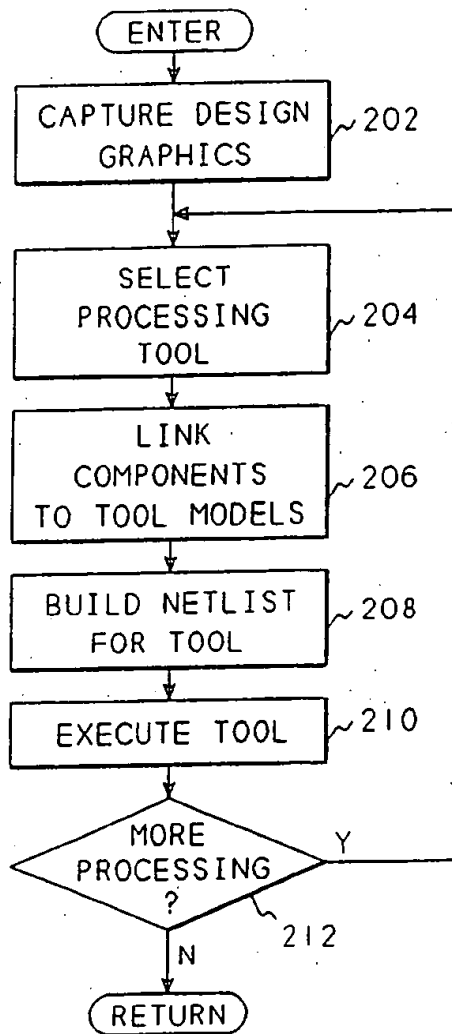 ENTER
CAPTURE DESIGN
GRAPHICS
202
SELECT
PROCESSING
TOOL
204
LINK
COMPONENTS
TO TOOL MODELS
206
BUILD NETLIST
FOR TOOL
208
EXECUTE TOOL
210
MORE
PROCESSING
?
Y
212
N
RETURN